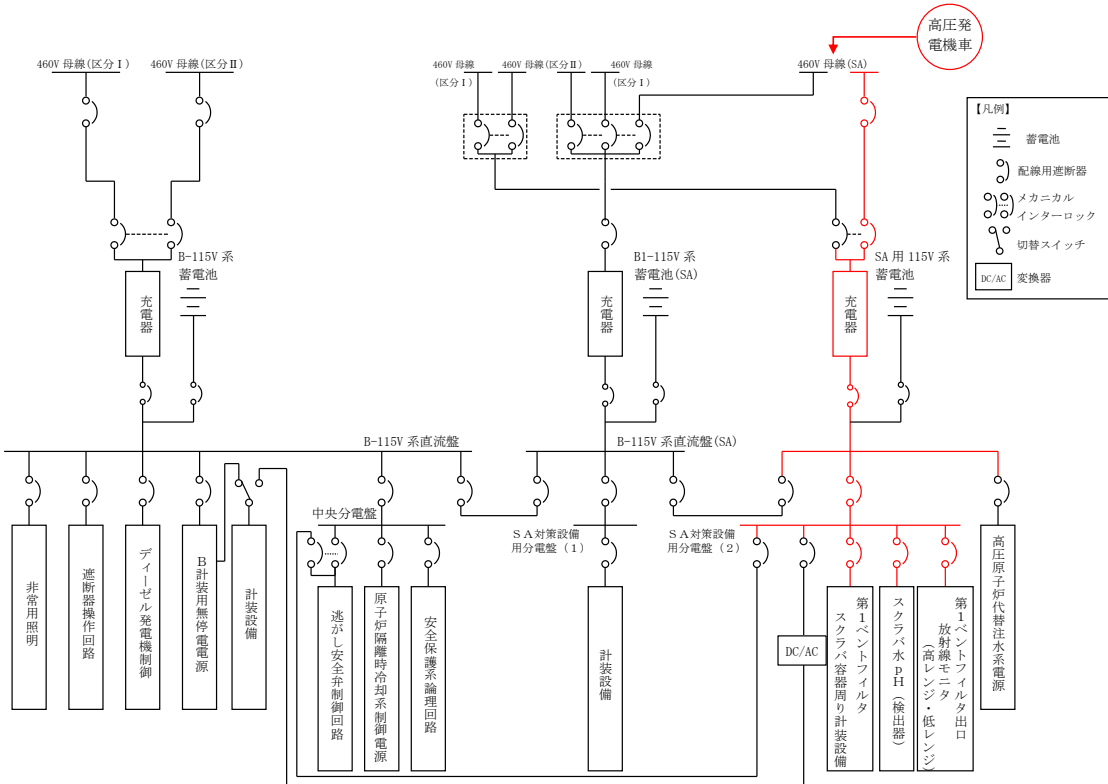 高圧発
電機車
460V 母線(区分Ⅰ)
460V 母線(区分Ⅱ)
460V 母線
(区分Ⅰ)
460V 母線(区分Ⅱ)
460V 母線
(区分Ⅰ)
460V 母線(SA)
【凡例】
蓄電池
配線用遮断器
メカニカル
インターロック
切替スイッチ
DC/AC
変換器
B-115V 系
蓄電池
B1-115V 系
蓄電池(SA)
SA 用 115V 系
蓄電池
充電器
充電器
充電器
B-115V 系直流盤
B-115V 系直流盤(SA)
中央分電盤
SA対策設備
用分電盤(1)
SA対策設備
用分電盤(2)
非常用照明
遮断器操作回路
ディーゼル発電機制御
B計装用無停電電源
計装設備
逃がし安全弁制御回路
原子炉隔離時冷却系制御電源
安全保護系論理回路
計装設備
DC/AC
第1ベントフィルタ
スクラバ容器周り計装設備
スクラバ水pH(検出器)
第1ベントフィルタ出口
放射線モニタ
(高レンジ・低レンジ)
高圧原子炉代替注水系電源